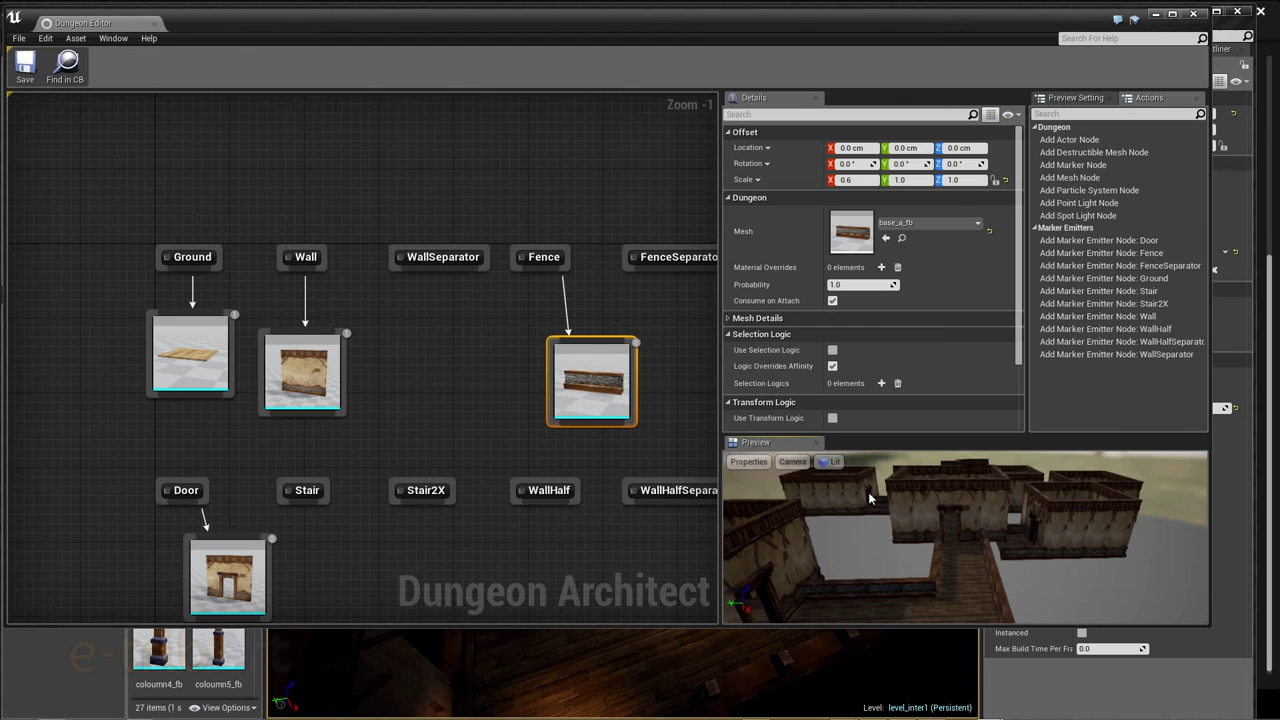 Dungeon Editor
File Edit Asset Window Help
Search For Help
Save Find in CB
Zoom -1
Ground Wall WallSeparator Fence FenceSeparato
Door Stair Stair2X WallHalf WallHalfSepara
Dungeon Architect
Details
Search
Offset
Location X 0.0 cm Y 0.0 cm Z 0.0 cm
Rotation X 0.0 ° Y 0.0 ° Z 0.0 °
Scale X 0.6 Y 1.0 Z 1.0
Dungeon
Mesh base_a_fb
Material Overrides 0 elements
Probability 1.0
Consume on Attach
Mesh Details
Selection Logic
Use Selection Logic
Logic Overrides Affinity
Selection Logics 0 elements
Transform Logic
Use Transform Logic
Preview Setting Actions
Search
Dungeon
Add Actor Node
Add Destructible Mesh Node
Add Marker Node
Add Mesh Node
Add Particle System Node
Add Point Light Node
Add Spot Light Node
Marker Emitters
Add Marker Emitter Node: Door
Add Marker Emitter Node: Fence
Add Marker Emitter Node: FenceSeparator
Add Marker Emitter Node: Ground
Add Marker Emitter Node: Stair
Add Marker Emitter Node: Stair2X
Add Marker Emitter Node: Wall
Add Marker Emitter Node: WallHalf
Add Marker Emitter Node: WallHalfSeparato
Add Marker Emitter Node: WallSeparator
Preview
Properties Camera Lit
tliner
coloumn4_fb coloumn5_fb
27 items (1 s View Options
Level: level_inter1 (Persistent)
Instanced
Max Build Time Per Fra 0.0